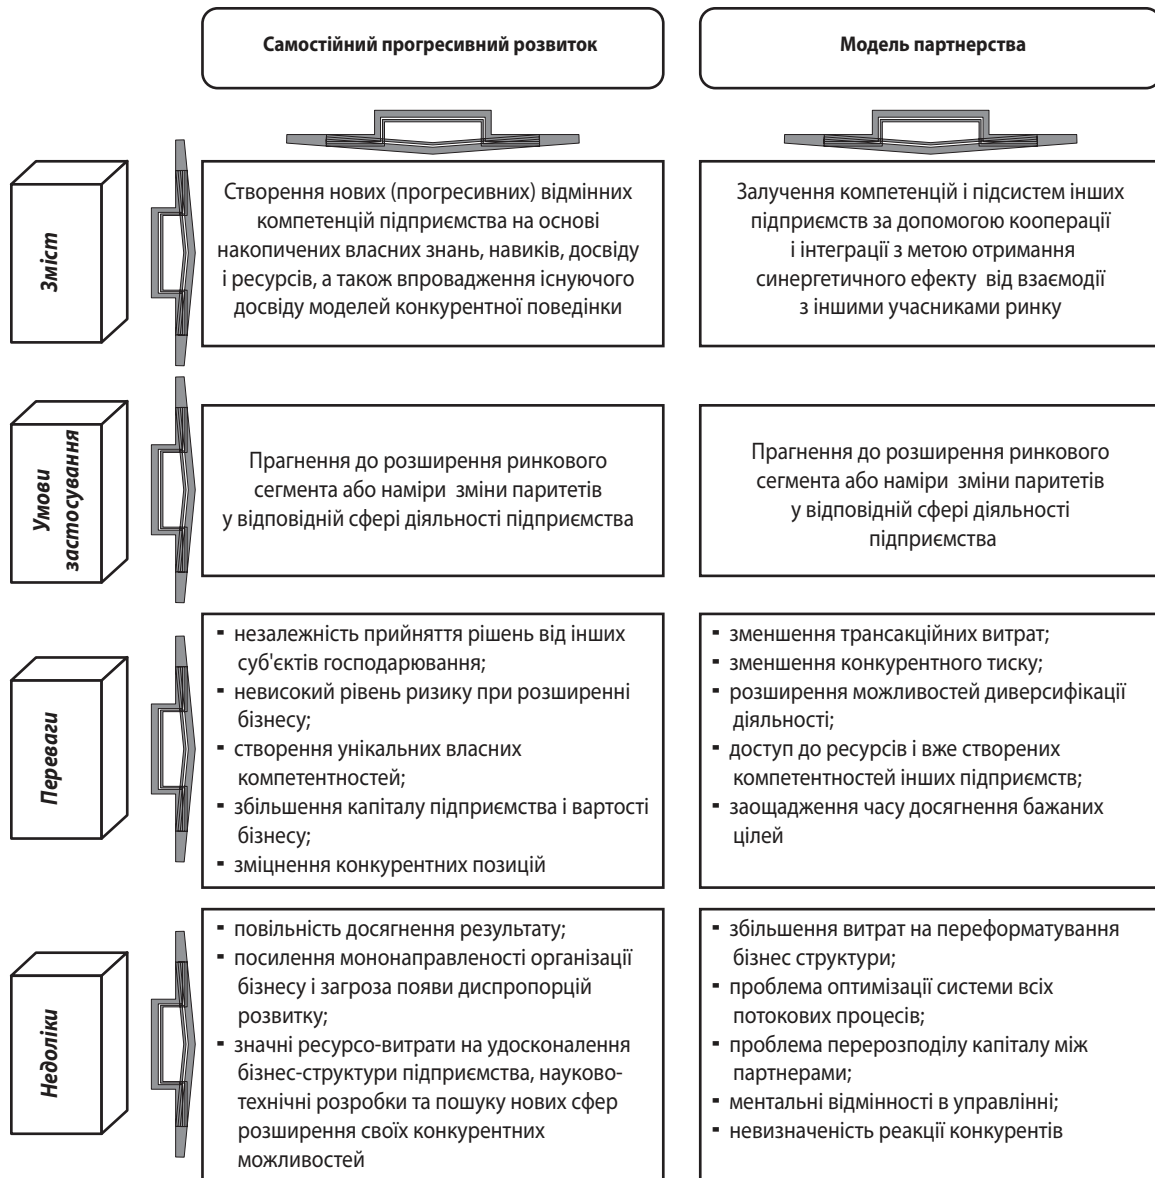 Самостійний прогресивний розвиток
Модель партнерства
Зміст
Створення нових (прогресивних) відмінних
компетенцій підприємства на основі
накопичених власних знань, навиків, досвіду
і ресурсів, а також впровадження існуючого
досвіду моделей конкурентної поведінки
Залучення компетенцій і підсистем інших
підприємств за допомогою кооперації
і інтеграції з метою отримання
синергетичного ефекту від взаємодії
з іншими учасниками ринку
Умови
застосування
Прагнення до розширення ринкового
сегмента або наміри зміни паритетів
у відповідній сфері діяльності підприємства
Прагнення до розширення ринкового
сегмента або наміри зміни паритетів
у відповідній сфері діяльності
підприємства
Переваги
- незалежність прийняття рішень від інших
суб'єктів господарювання;
- невисокий рівень ризику при розширенні
бізнесу;
- створення унікальних власних
компетентностей;
- збільшення капіталу підприємства і вартості
бізнесу;
- зміцнення конкурентних позицій
- зменшення трансакційних витрат;
- зменшення конкурентного тиску;
- розширення можливостей диверсифікації
діяльності;
- доступ до ресурсів і вже створених
компетентностей інших підприємств;
- заощадження часу досягнення бажаних
цілей
Недоліки
- повільність досягнення результату;
- посилення мононаправленості організації
бізнесу і загроза появи диспропорцій
розвитку;
- значні ресурсо-витрати на удосконалення
бізнес-структури підприємства, науково-
технічні розробки та пошуку нових сфер
розширення своїх конкурентних
можливостей
- збільшення витрат на переформатування
бізнес структури;
- проблема оптимізації системи всіх
потокових процесів;
- проблема перерозподілу капіталу між
партнерами;
- ментальні відмінності в управлінні;
- невизначеність реакції конкурентів